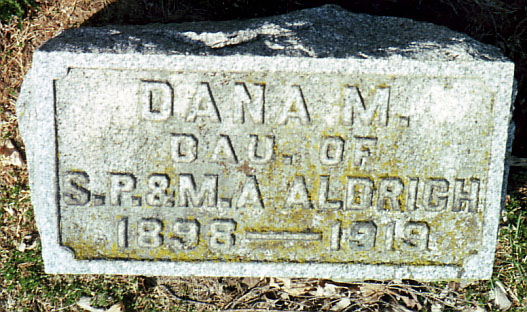 DANA M.
DAU. OF
S.P.&M.A ALDRICH
1898—1919